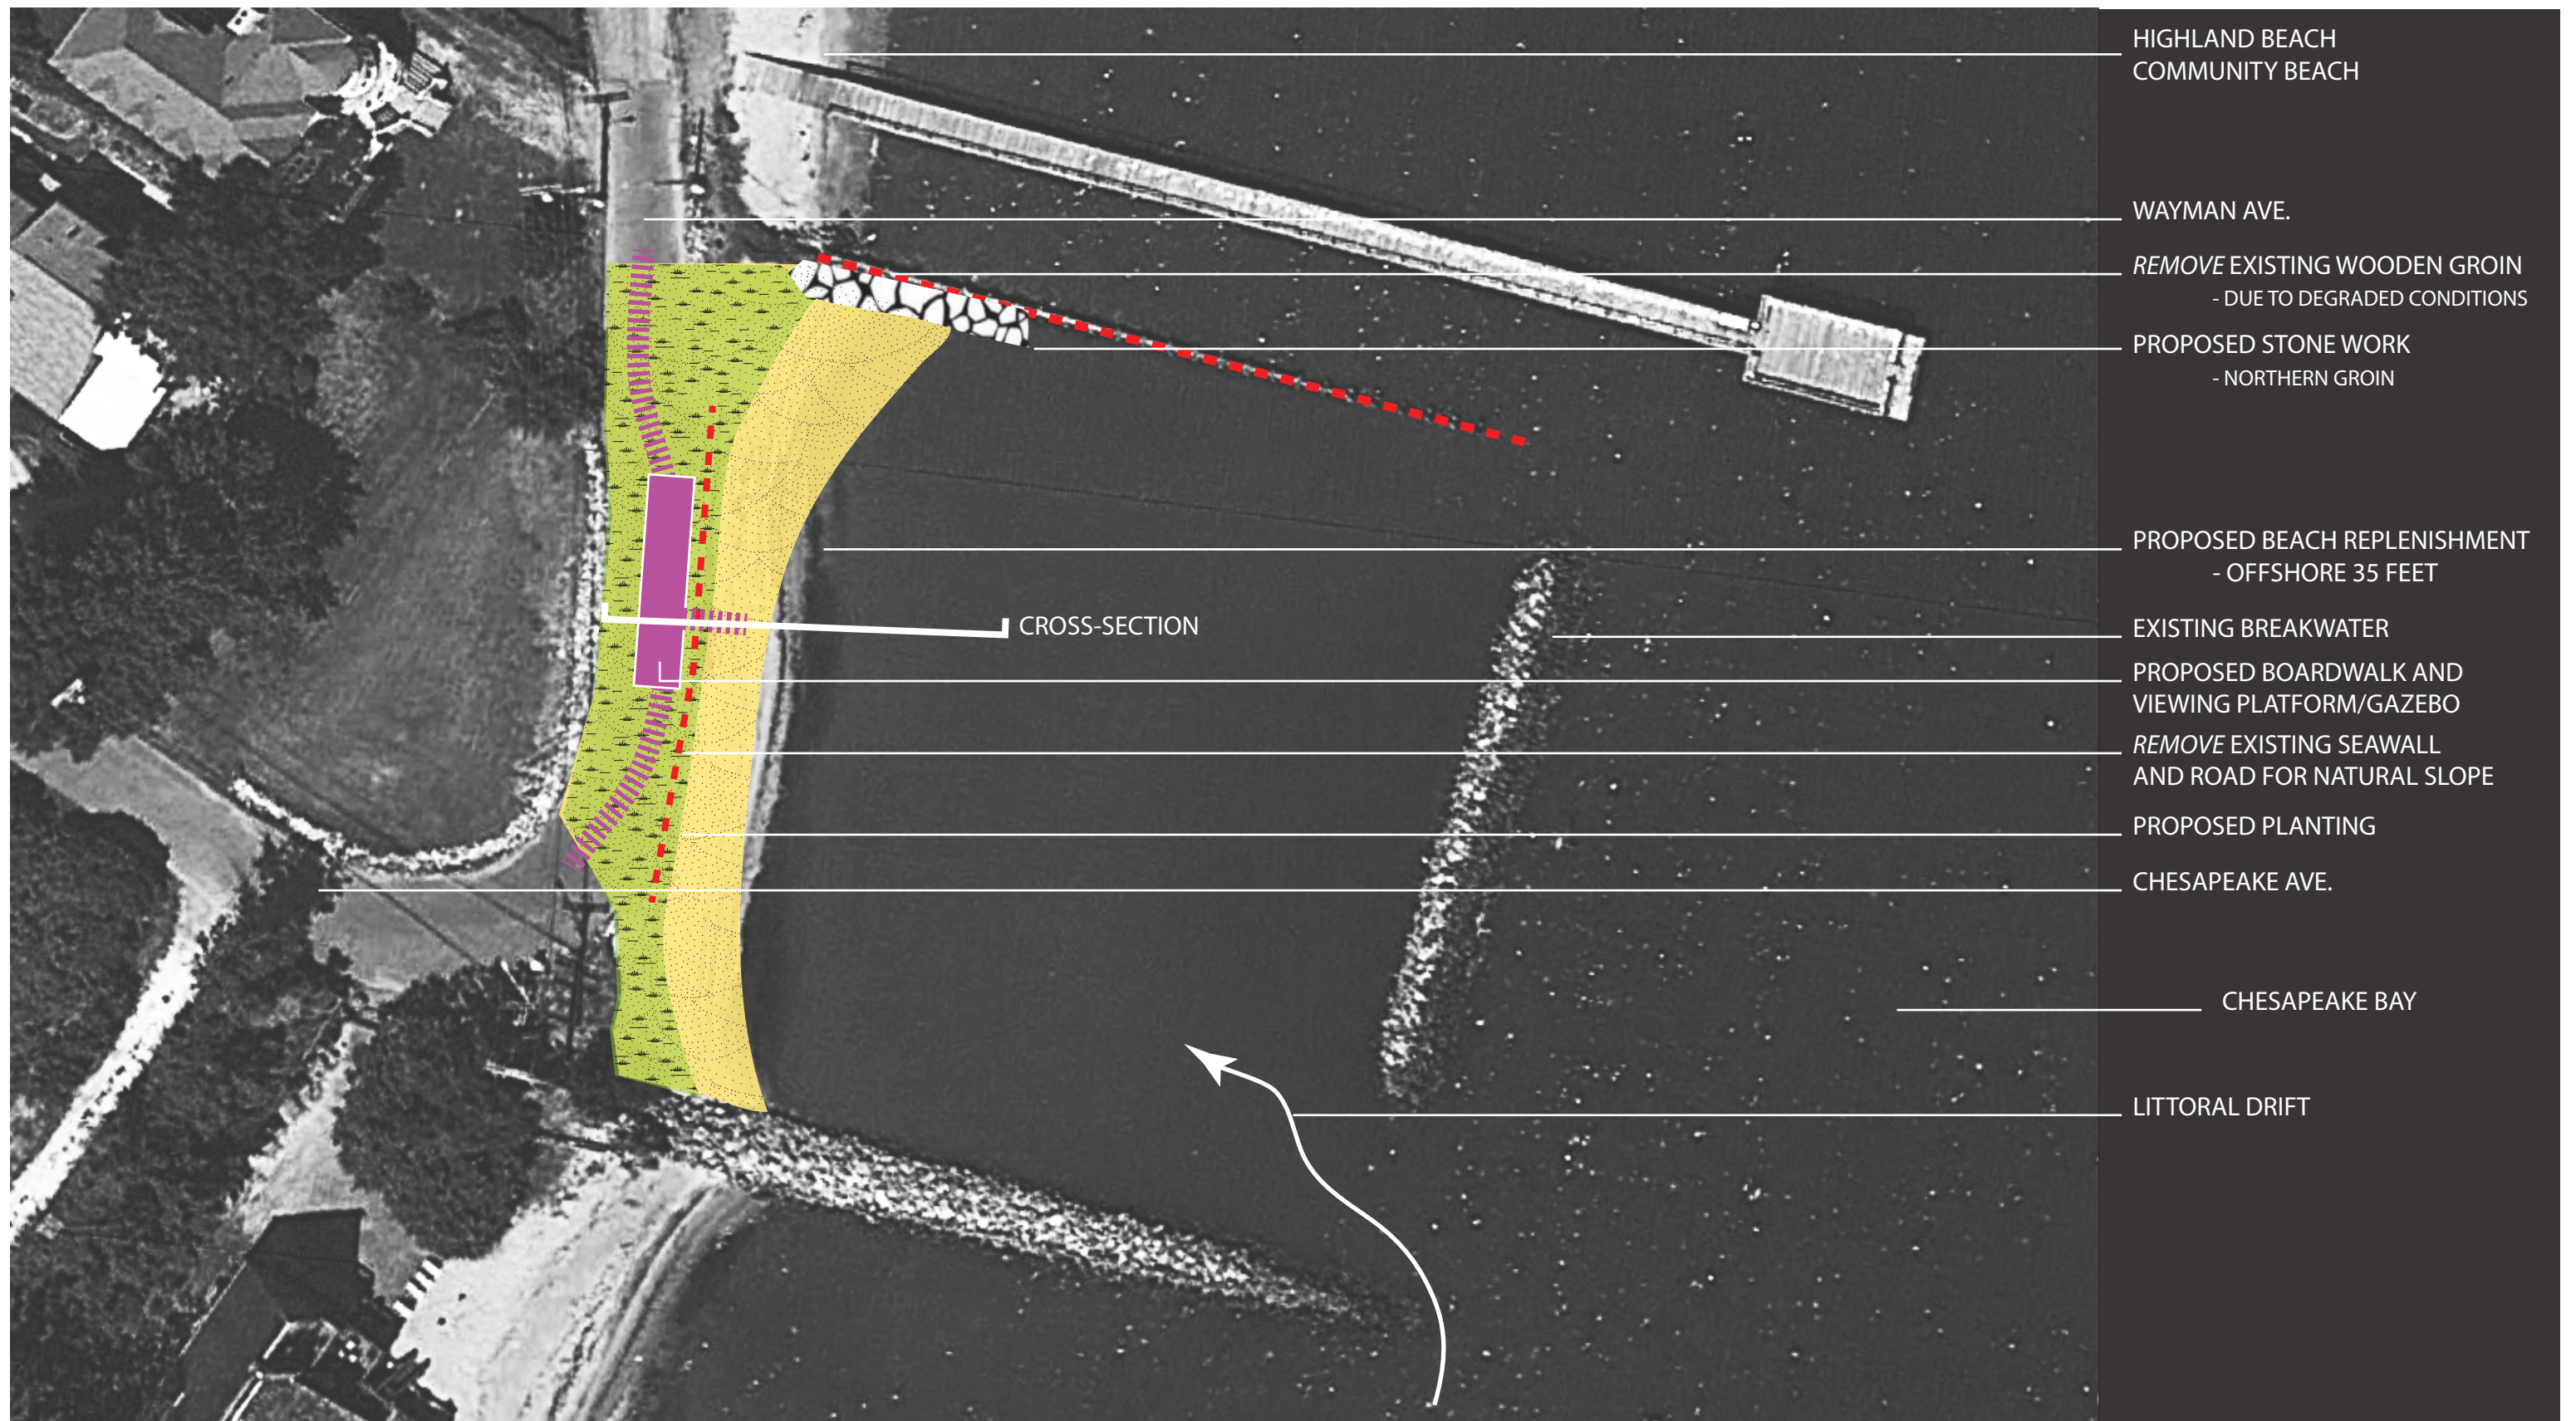 HIGHLAND BEACH
COMMUNITY BEACH
WAYMAN AVE.
REMOVE EXISTING WOODEN GROIN
- DUE TO DEGRADED CONDITIONS
PROPOSED STONE WORK
- NORTHERN GROIN
PROPOSED BEACH REPLENISHMENT
- OFFSHORE 35 FEET
CROSS-SECTION
EXISTING BREAKWATER
PROPOSED BOARDWALK AND
VIEWING PLATFORM/GAZEBO
REMOVE EXISTING SEAWALL
AND ROAD FOR NATURAL SLOPE
PROPOSED PLANTING
CHESAPEAKE AVE.
CHESAPEAKE BAY
LITTORAL DRIFT